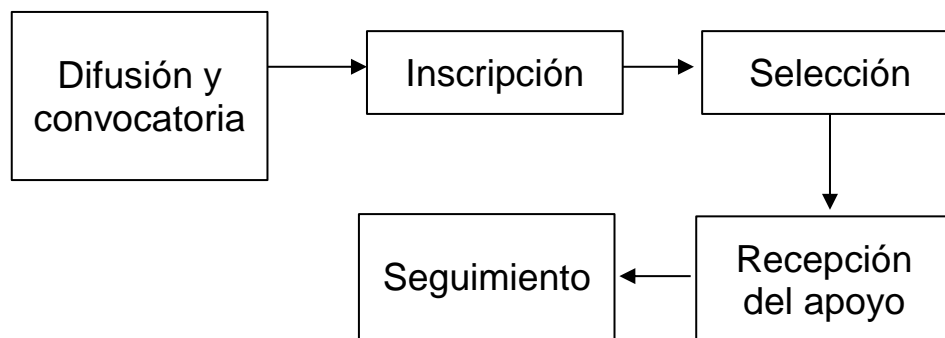 Difusión y
convocatoria
Inscripción
Selección
Recepción
del apoyo
Seguimiento